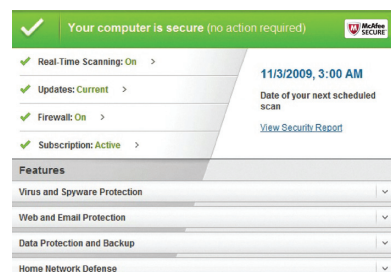 Your computer is secure (no action required)
McAfee
SECURE
Real-Time Scanning: On >
Updates: Current >
Firewall: On >
Subscription: Active >
11/3/2009, 3:00 AM
Date of your next scheduled
scan
View Security Report
Features
Virus and Spyware Protection
Web and Email Protection
Data Protection and Backup
Home Network Defense